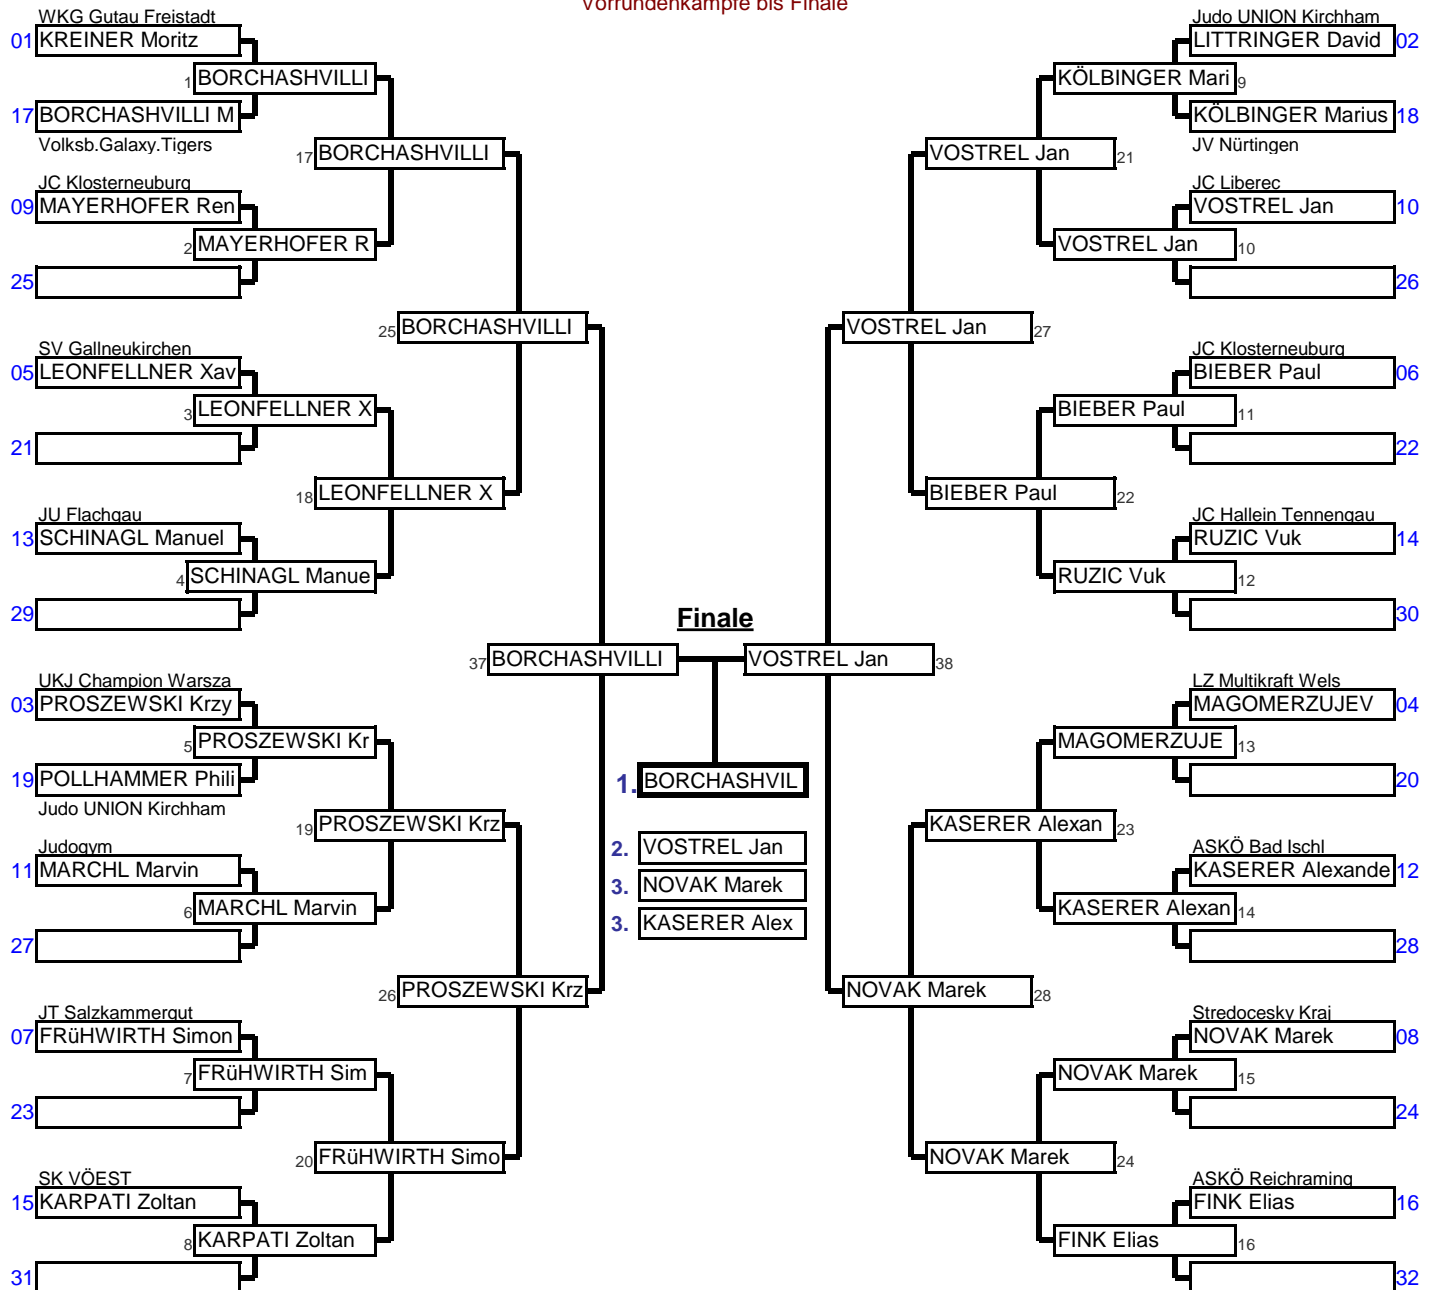 Vorrundenkämpfe bis Finale
WKG Gutau Freistadt
01 KREINER Moritz
1 BORCHASHVILLI
17 BORCHASHVILLI M
Volksb.Galaxy.Tigers
17 BORCHASHVILLI
JC Klosterneuburg
09 MAYERHOFER Ren
2 MAYERHOFER R
25
25 BORCHASHVILLI
SV Gallneukirchen
05 LEONFELLNER Xav
3 LEONFELLNER X
21
18 LEONFELLNER X
JU Flachgau
13 SCHINAGL Manuel
4 SCHINAGL Manue
29
37 BORCHASHVILLI
UKJ Champion Warsza
03 PROSZEWSKI Krzy
5 PROSZEWSKI Kr
19 POLLHAMMER Phili
Judo UNION Kirchham
19 PROSZEWSKI Krz
Judogym
11 MARCHL Marvin
6 MARCHL Marvin
27
26 PROSZEWSKI Krz
JT Salzkammergut
07 FRüHWIRTH Simon
7 FRüHWIRTH Sim
23
20 FRüHWIRTH Simo
SK VÖEST
15 KARPATI Zoltan
8 KARPATI Zoltan
31
Finale
1. BORCHASHVIL
2. VOSTREL Jan
3. NOVAK Marek
3. KASERER Alex
Judo UNION Kirchham
LITTRINGER David 02
KÖLBINGER Mari 9
KÖLBINGER Marius 18
JV Nürtingen
VOSTREL Jan 21
JC Liberec
VOSTREL Jan 10
VOSTREL Jan 10
26
VOSTREL Jan 27
JC Klosterneuburg
BIEBER Paul 06
BIEBER Paul 11
22
BIEBER Paul 22
JC Hallein Tennengau
RUZIC Vuk 14
RUZIC Vuk 12
30
VOSTREL Jan 38
LZ Multikraft Wels
MAGOMERZUJEV 04
MAGOMERZUJE 13
20
KASERER Alexan 23
ASKÖ Bad Ischl
KASERER Alexande 12
KASERER Alexan 14
28
NOVAK Marek 28
Stredocesky Kraj
NOVAK Marek 08
NOVAK Marek 15
24
NOVAK Marek 24
ASKÖ Reichraming
FINK Elias 16
FINK Elias 16
32